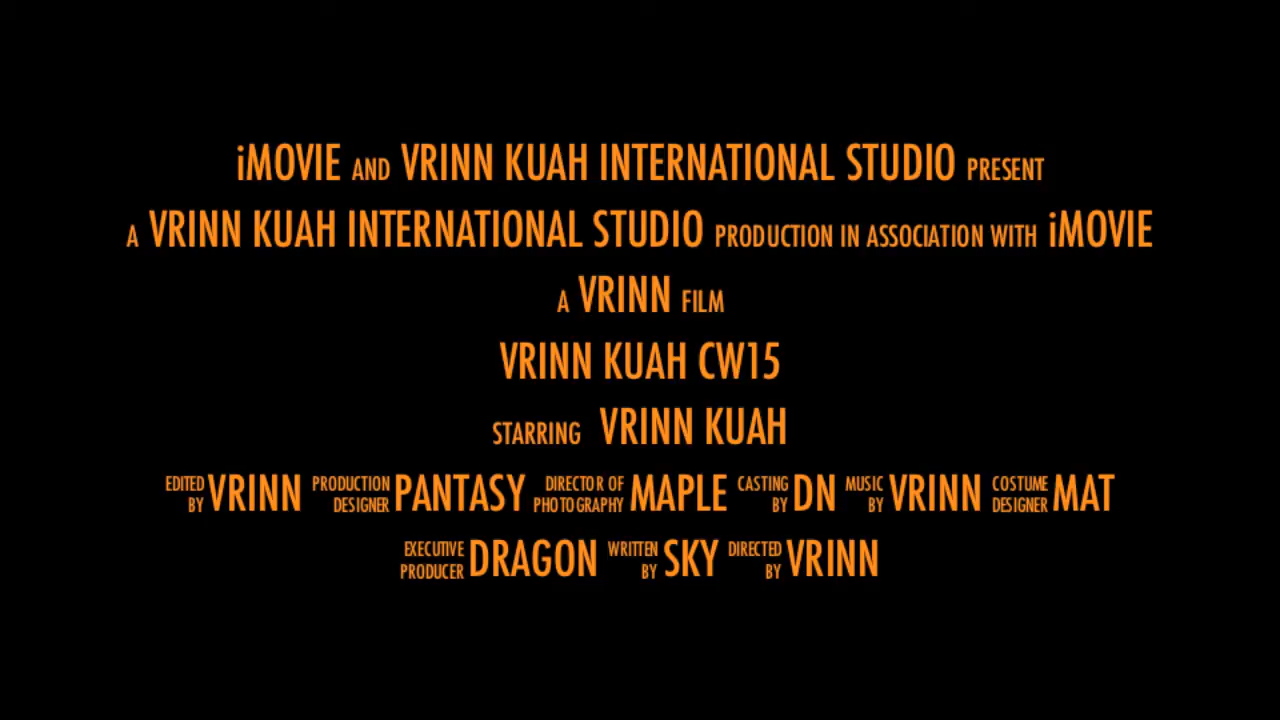 iMOVIE AND VRINN KUAH INTERNATIONAL STUDIO PRESENT
A VRINN KUAH INTERNATIONAL STUDIO PRODUCTION IN ASSOCIATION WITH iMOVIE
A VRINN FILM
VRINN KUAH CW15
STARRING VRINN KUAH
EDITED BY VRINN PRODUCTION DESIGNER PANTASY DIRECTOR OF PHOTOGRAPHY MAPLE CASTING BY DN MUSIC BY VRINN COSTUME DESIGNER MAT
EXECUTIVE PRODUCER DRAGON WRITTEN BY SKY DIRECTED BY VRINN